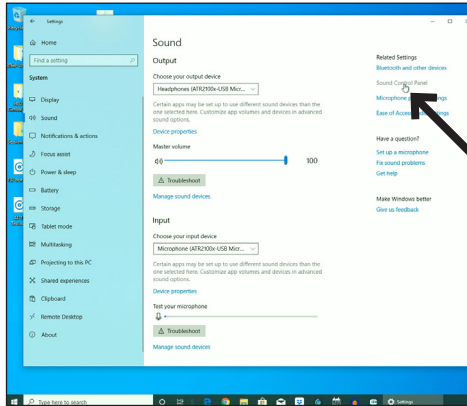 Settings
Home
Find a setting
System
Display
Sound
Notifications & actions
Focus assist
Power & sleep
Battery
Storage
Tablet mode
Multitasking
Projecting to this PC
Shared experiences
Clipboard
Remote Desktop
About
Sound
Output
Choose your output device
Headphones (ATR2100x-USB Micr...
Certain apps may be set up to use different sound devices than the
one selected here. Customize app volumes and devices in advanced
sound options.
Device properties
Master volume
100
Troubleshoot
Manage sound devices
Input
Choose your input device
Microphone (ATR2100x-USB Micr...
Certain apps may be set up to use different sound devices than the
one selected here. Customize app volumes and devices in advanced
sound options.
Device properties
Test your microphone
Troubleshoot
Manage sound devices
Related Settings
Bluetooth and other devices
Sound Control Panel
Microphone
Ease of
Have a question?
Set up a microphone
Fix sound problems
Get help
Make Windows better
Give us feedback
Type here to search
Settings